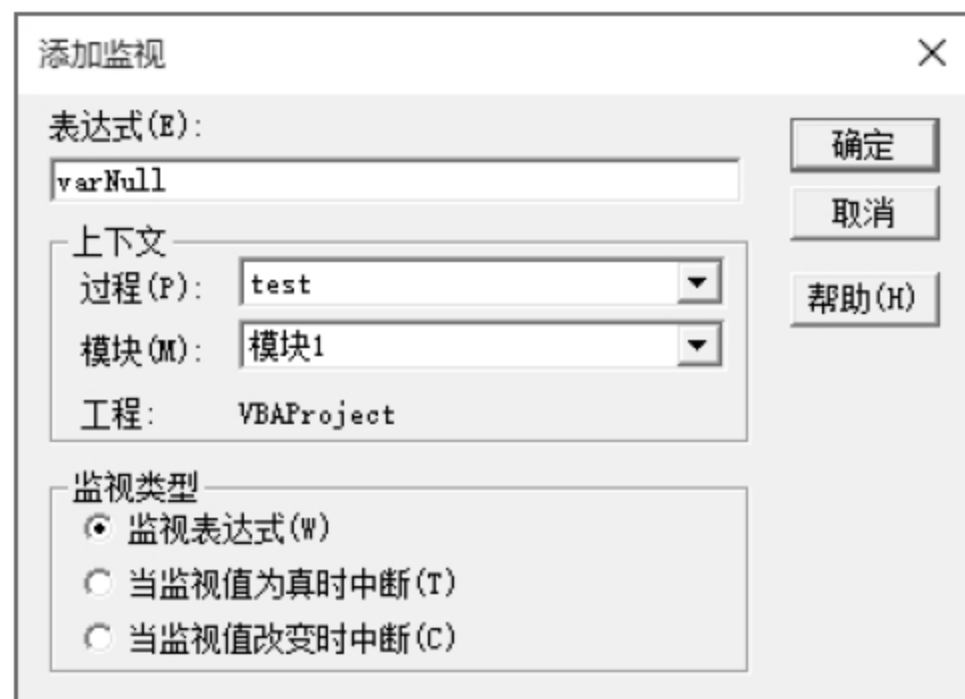 添加监视
表达式(E):
确定
varNull
取消
上下文
过程(P): test
帮助(H)
模块(M): 模块1
工程: VBAProject
监视类型
监视表达式(W)
当监视值为真时中断(T)
当监视值改变时中断(C)